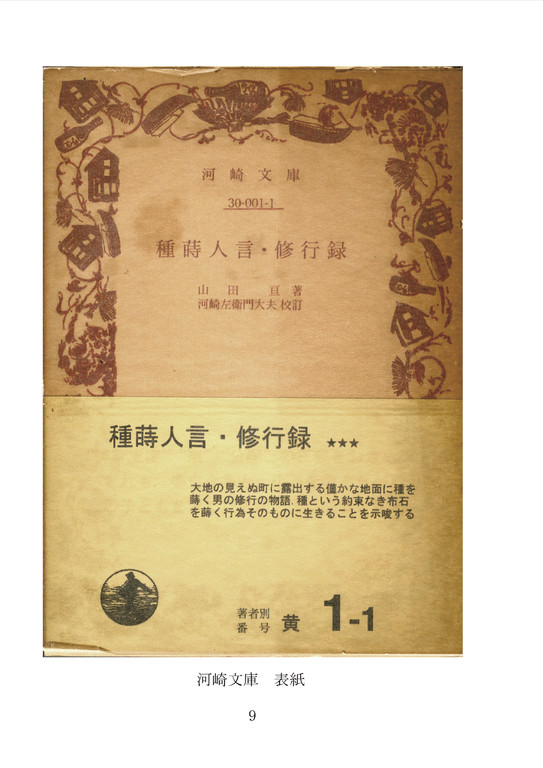 河崎文庫
30-001-1
種蒔人言・修行録
山田亘著
河崎左衛門大夫校訂
種蒔人言・修行録 ★★★
大地の見えぬ町に露出する僅かな地面に種を
蒔く男の修行の物語.種という約束なき布石
を蒔く行為そのものに生きることを示唆する
著者別
番号 黄 1-1
河崎文庫 表紙
9